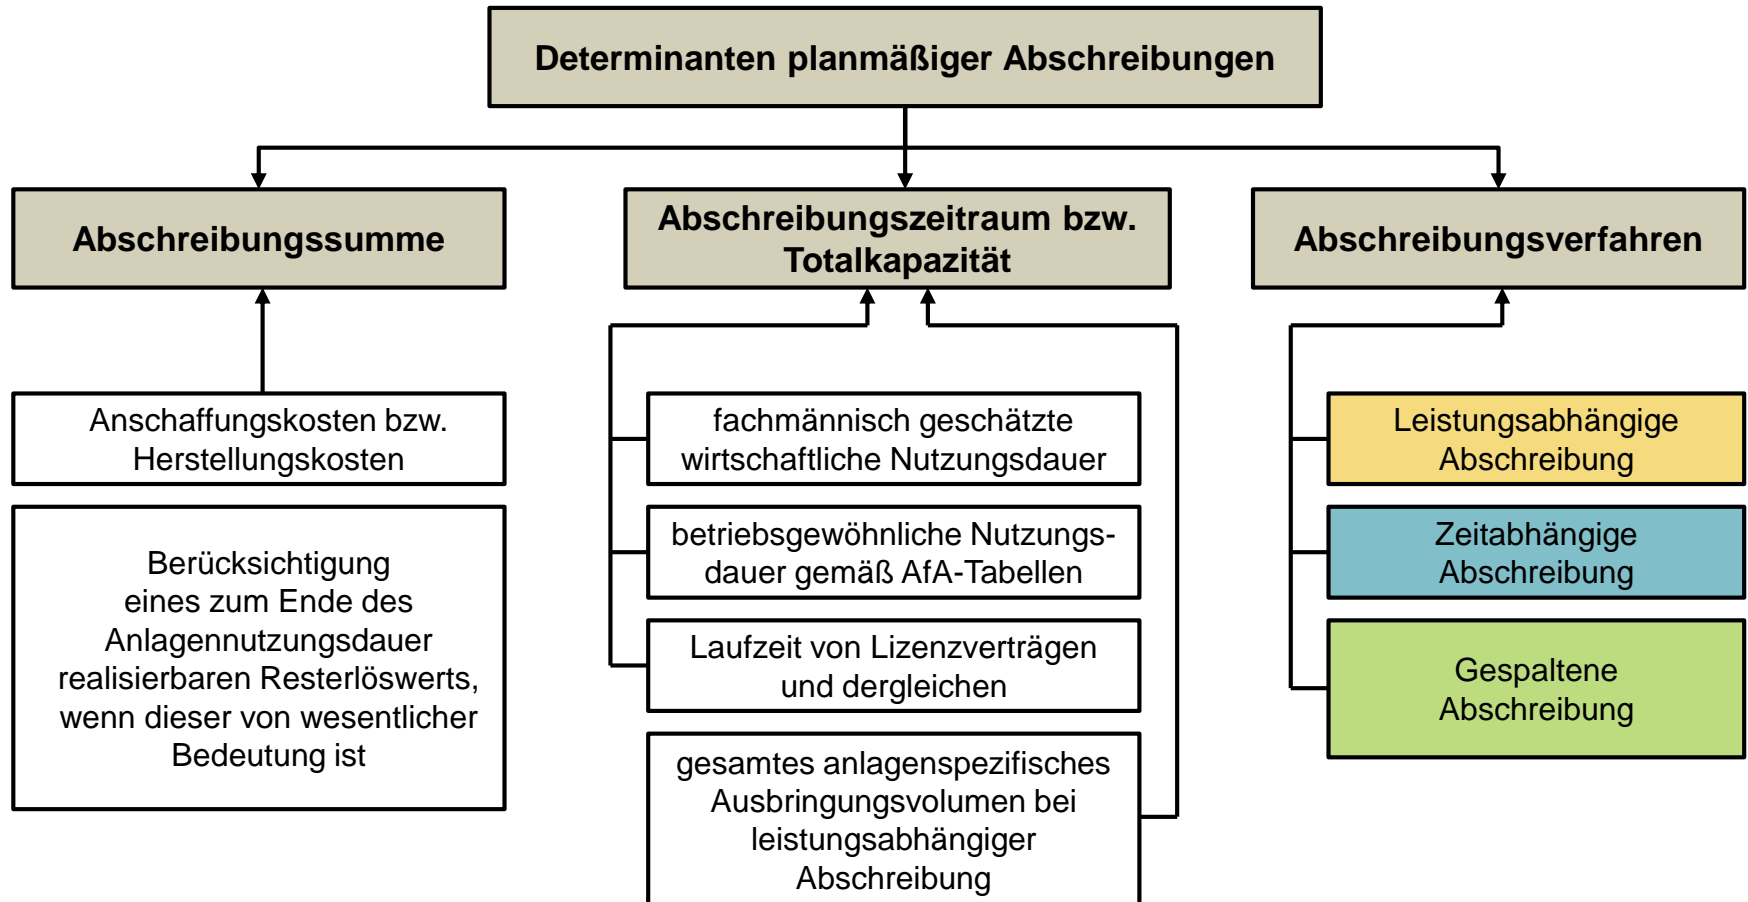 Determinanten planmäßiger Abschreibungen
Abschreibungssumme
Abschreibungszeitraum bzw.
Totalkapazität
Abschreibungsverfahren
Anschaffungskosten bzw.
Herstellungskosten
Berücksichtigung
eines zum Ende des
Anlagennutzungsdauer
realisierbaren Resterlöswerts,
wenn dieser von wesentlicher
Bedeutung ist
fachmännisch geschätzte
wirtschaftliche Nutzungsdauer
betriebsgewöhnliche Nutzungs-
dauer gemäß AfA-Tabellen
Laufzeit von Lizenzverträgen
und dergleichen
gesamtes anlagenspezifisches
Ausbringungsvolumen bei
leistungsabhängiger
Abschreibung
Leistungsabhängige
Abschreibung
Zeitabhängige
Abschreibung
Gespaltene
Abschreibung